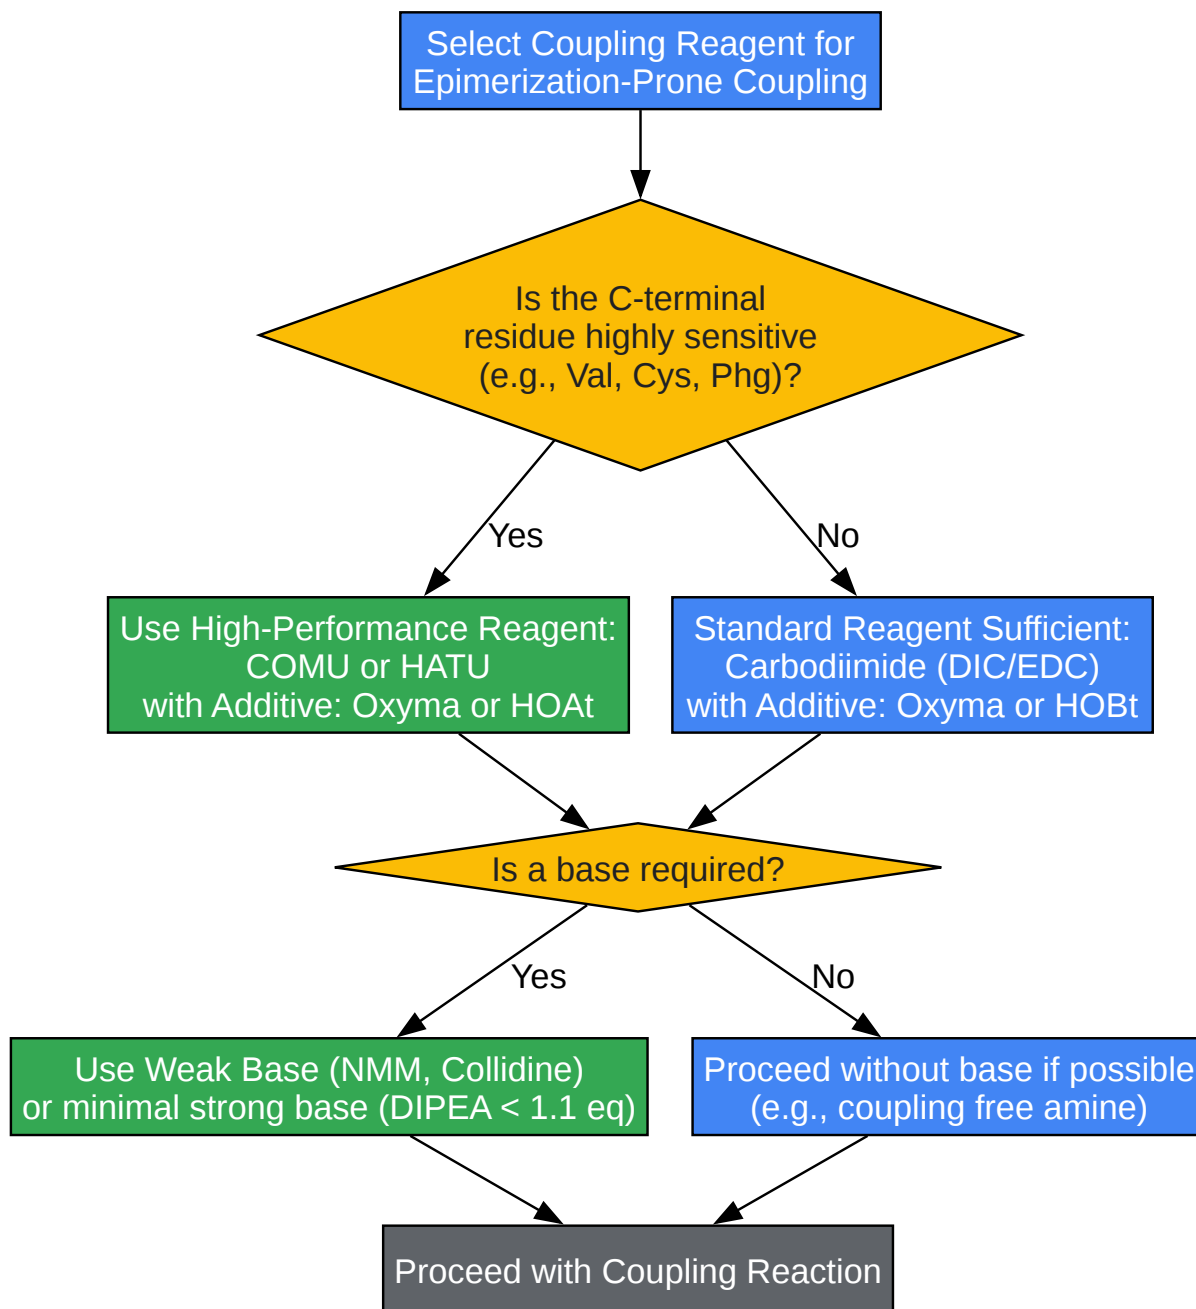 Select Coupling Reagent for
Epimerization-Prone Coupling
Is the C-terminal
residue highly sensitive
(e.g., Val, Cys, Phg)?
Yes
No
Use High-Performance Reagent:
COMU or HATU
with Additive: Oxyma or HOAt
Standard Reagent Sufficient:
Carbodiimide (DIC/EDC)
with Additive: Oxyma or HOBt
Is a base required?
Yes
No
Use Weak Base (NMM, Collidine)
or minimal strong base (DIPEA < 1.1 eq)
Proceed without base if possible
(e.g., coupling free amine)
Proceed with Coupling Reaction